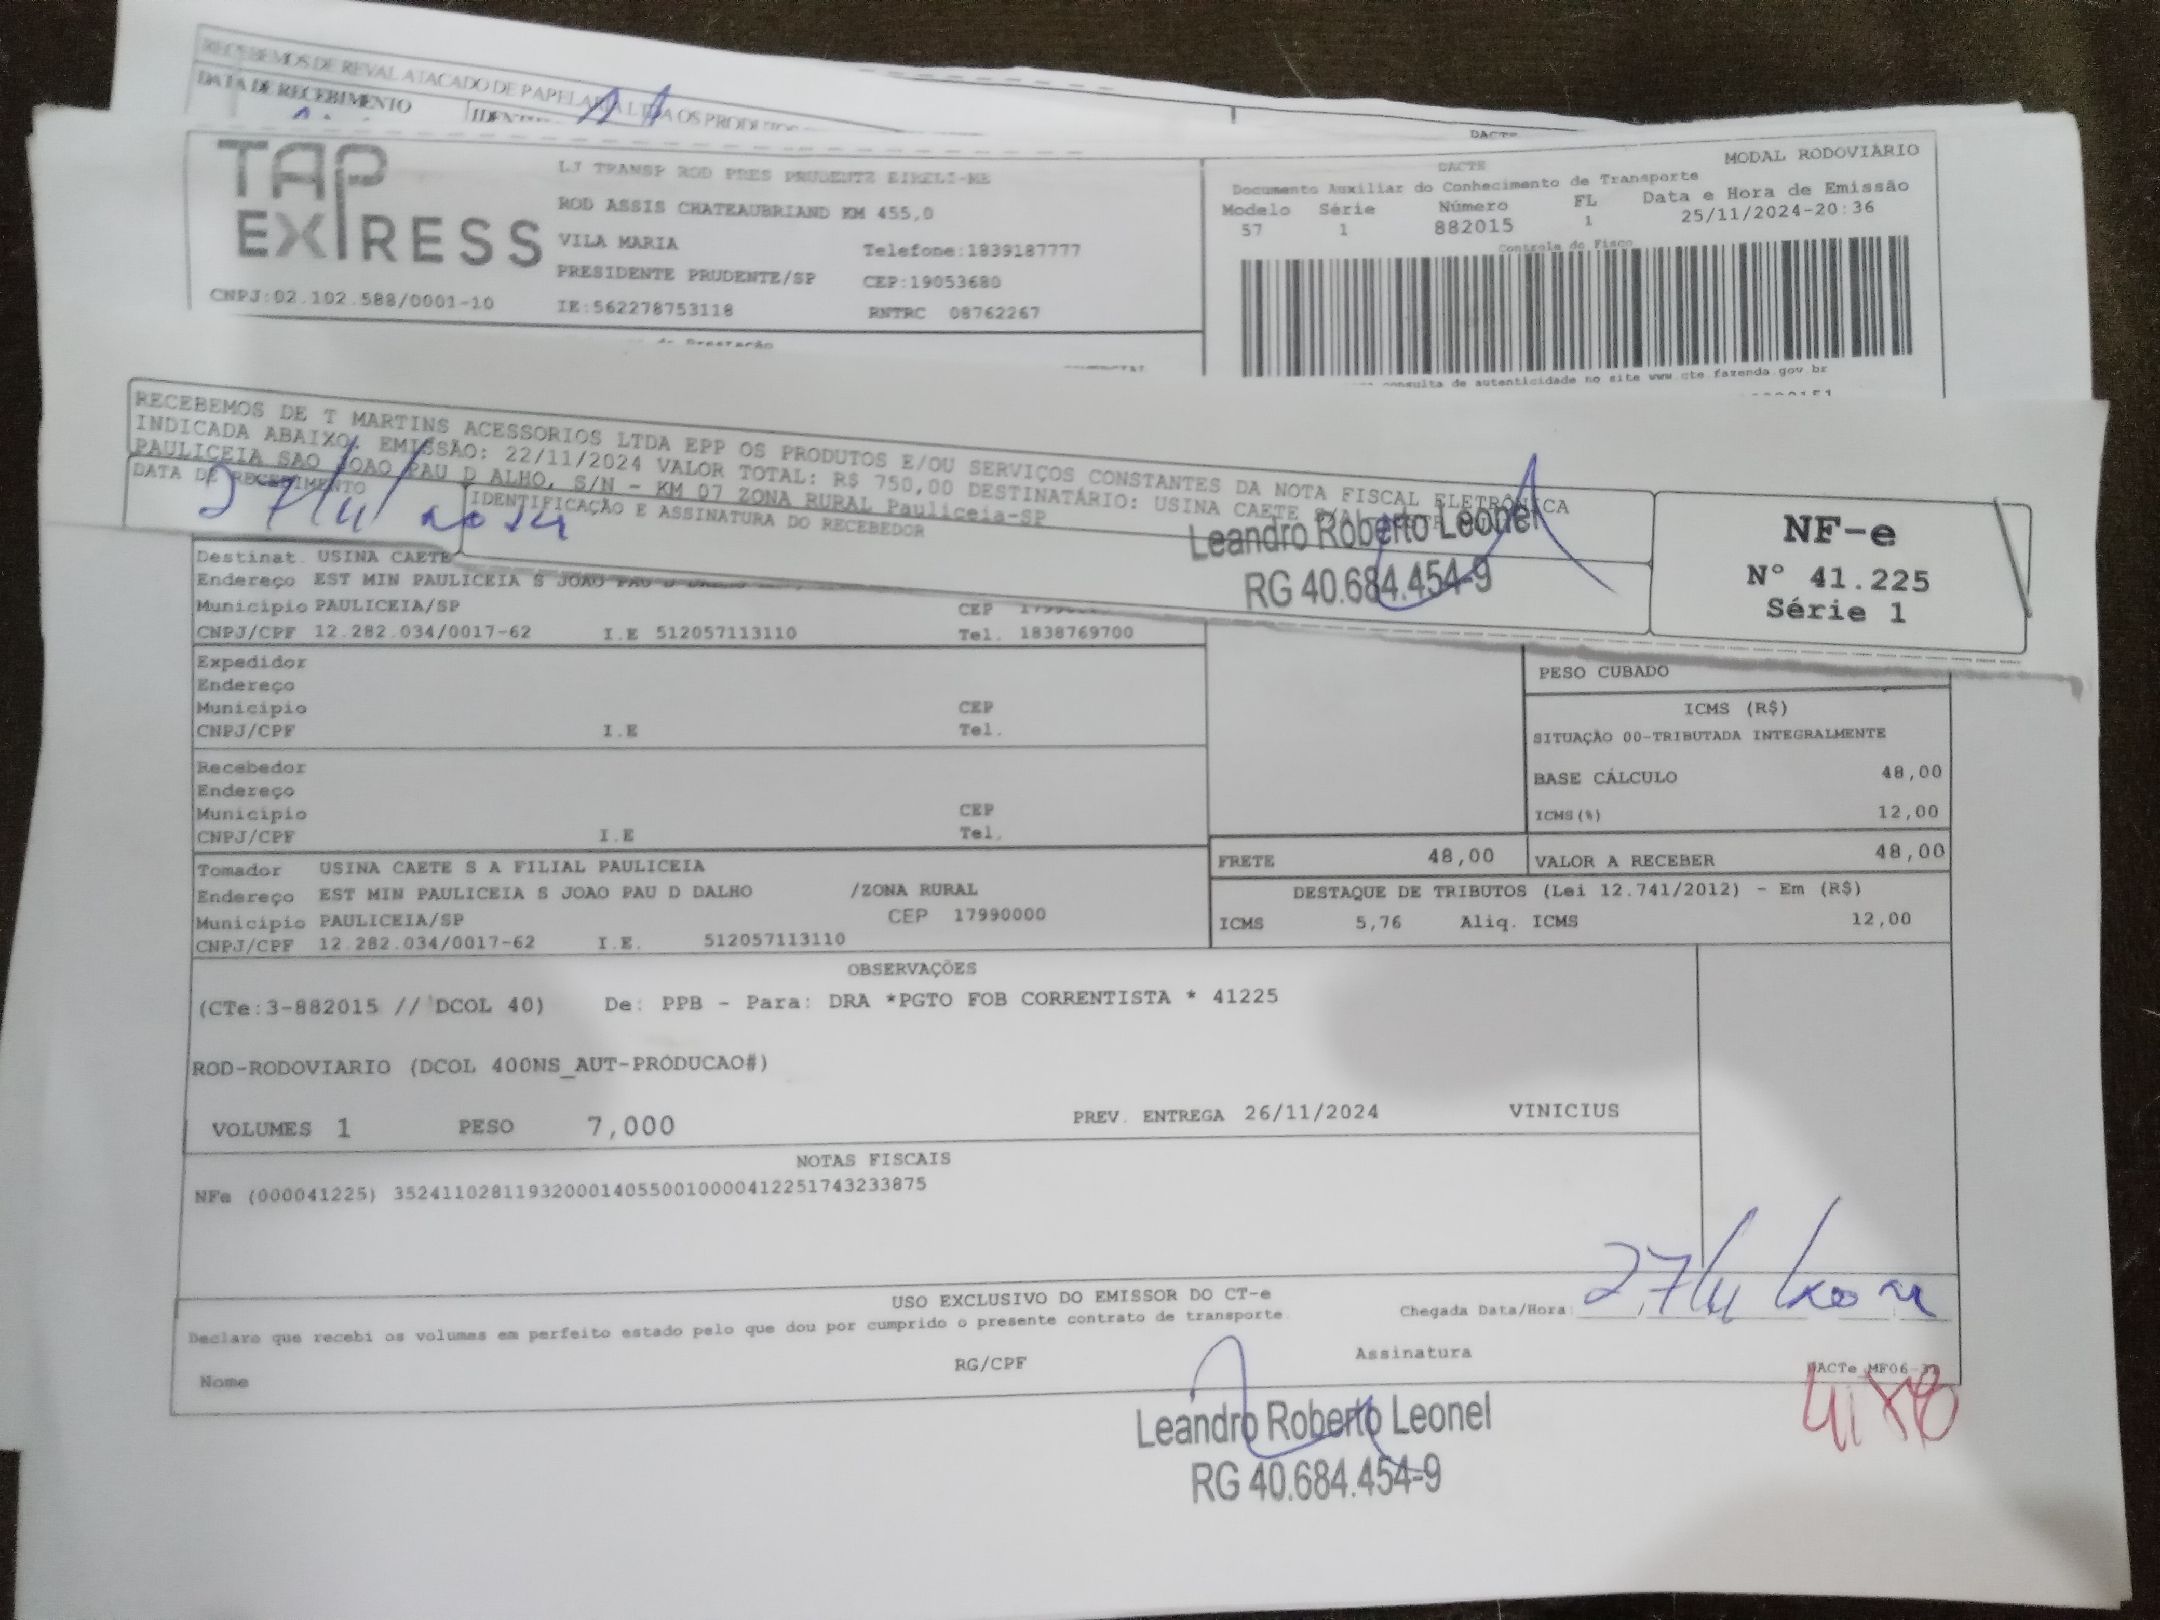 RECEBEMOS DE REVAL ATACADO DE PAPELARIA LTDA OS PRODUTOS
DATA DE RECEBIMENTO
DACTE
TAP
EXPRESS
LJ TRANSP ROD PRES PRUDENTE EIRELI-ME
ROD ASSIS CHATEAUBRIAND KM 455,0
VILA MARIA
Telefone:1839187777
PRESIDENTE PRUDENTE/SP
CEP:19053680
CNPJ:02.102.588/0001-10
IE:562278753118
RNTRC 08762267
DACTE
MODAL RODOVIÁRIO
Documento Auxiliar do Conhecimento de Transporte
Modelo Série Número FL Data e Hora de Emissão
57 1 882015 1 25/11/2024-20:36
Controle do Fisco
consulta de autenticidade no site www.cte.fazenda.gov.br
RECEBEMOS DE T MARTINS ACESSORIOS LTDA EPP OS PRODUTOS E/OU SERVIÇOS CONSTANTES DA NOTA FISCAL ELETRÔNICA
INDICADA ABAIXO. EMISSÃO: 22/11/2024 VALOR TOTAL: R$ 750,00 DESTINATÁRIO: USINA CAETE
PAULICEIA SAO JOAO PAU D ALHO, S/N - KM 07 ZONA RURAL Pauliceia-SP
DATA DE RECEBIMENTO
27/11/2024
IDENTIFICAÇÃO E ASSINATURA DO RECEBEDOR
Leandro Roberto Leonel
RG 40.684.454-9
NF-e
Nº 41.225
Série 1
Destinat. USINA CAETE
Endereço EST MIN PAULICEIA S JOAO PAU D DALHO
Município PAULICEIA/SP CEP
CNPJ/CPF 12.282.034/0017-62 I.E 512057113110 Tel. 1838769700
Expedidor
Endereço
Município CEP
CNPJ/CPF I.E Tel.
Recebedor
Endereço
Município CEP
CNPJ/CPF I.E Tel.
PESO CUBADO
ICMS (R$)
SITUAÇÃO 00-TRIBUTADA INTEGRALMENTE
BASE CÁLCULO 48,00
ICMS(%) 12,00
FRETE 48,00 VALOR A RECEBER 48,00
DESTAQUE DE TRIBUTOS (Lei 12.741/2012) - Em (R$)
ICMS 5,76 Aliq. ICMS 12,00
Tomador USINA CAETE S A FILIAL PAULICEIA
Endereço EST MIN PAULICEIA S JOAO PAU D DALHO /ZONA RURAL
Município PAULICEIA/SP CEP 17990000
CNPJ/CPF 12.282.034/0017-62 I.E. 512057113110
OBSERVAÇÕES
(CTe:3-882015 // DCOL 40) De: PPB - Para: DRA *PGTO FOB CORRENTISTA * 41225
ROD-RODOVIARIO (DCOL 400NS_AUT-PRODUCAO#)
VOLUMES 1 PESO 7,000 PREV. ENTREGA 26/11/2024 VINICIUS
NOTAS FISCAIS
NFe (000041225) 35241102811932000140550010000412251743233875
USO EXCLUSIVO DO EMISSOR DO CT-e
Declaro que recebi os volumes em perfeito estado pelo que dou por cumprido o presente contrato de transporte.
Chegada Data/Hora: 27/11/2024
Nome RG/CPF Assinatura
DACTe_MF06
Leandro Roberto Leonel
RG 40.684.454-9